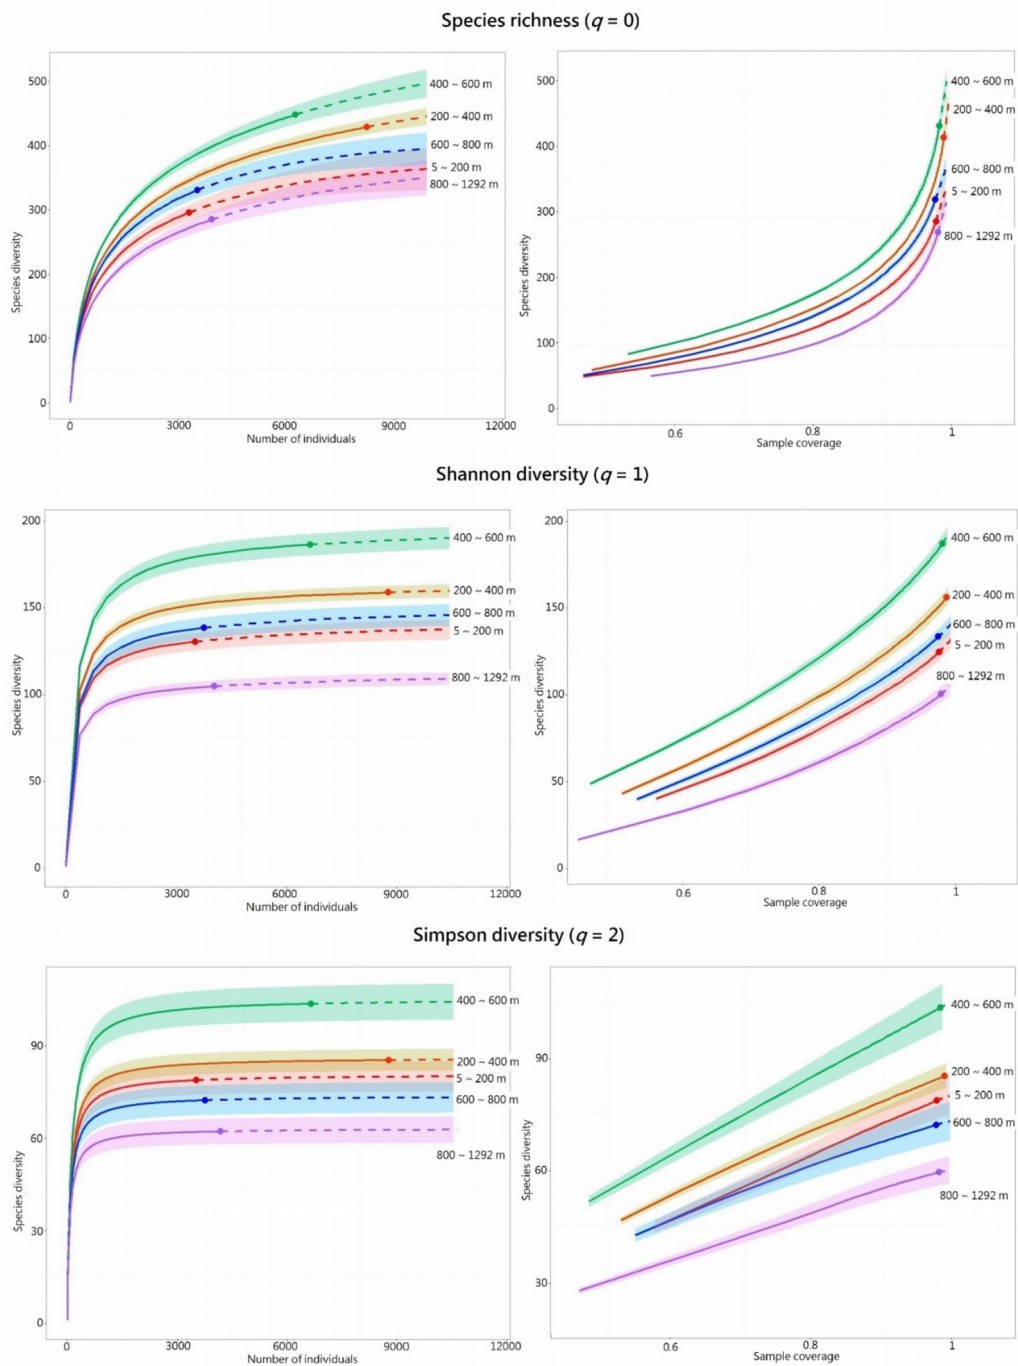 Species richness (q = 0)
500
400
300
200
100
0
Species diversity
0 3000 6000 9000 12000
Number of individuals
400 ~ 600 m
200 ~ 400 m
600 ~ 800 m
5 ~ 200 m
800 ~ 1292 m
500
400
300
200
100
0
Species diversity
0.6 0.8 1
Sample coverage
400 ~ 600 m
200 ~ 400 m
600 ~ 800 m
5 ~ 200 m
800 ~ 1292 m
Shannon diversity (q = 1)
200
150
100
50
0
Species diversity
0 3000 6000 9000 12000
Number of individuals
400 ~ 600 m
200 ~ 400 m
600 ~ 800 m
5 ~ 200 m
800 ~ 1292 m
200
150
100
50
0
Species diversity
0.6 0.8 1
Sample coverage
400 ~ 600 m
200 ~ 400 m
600 ~ 800 m
5 ~ 200 m
800 ~ 1292 m
Simpson diversity (q = 2)
90
60
30
0
Species diversity
0 3000 6000 9000 12000
Number of individuals
400 ~ 600 m
200 ~ 400 m
5 ~ 200 m
600 ~ 800 m
800 ~ 1292 m
90
60
30
Species diversity
0.6 0.8 1
Sample coverage
400 ~ 600 m
200 ~ 400 m
5 ~ 200 m
600 ~ 800 m
800 ~ 1292 m